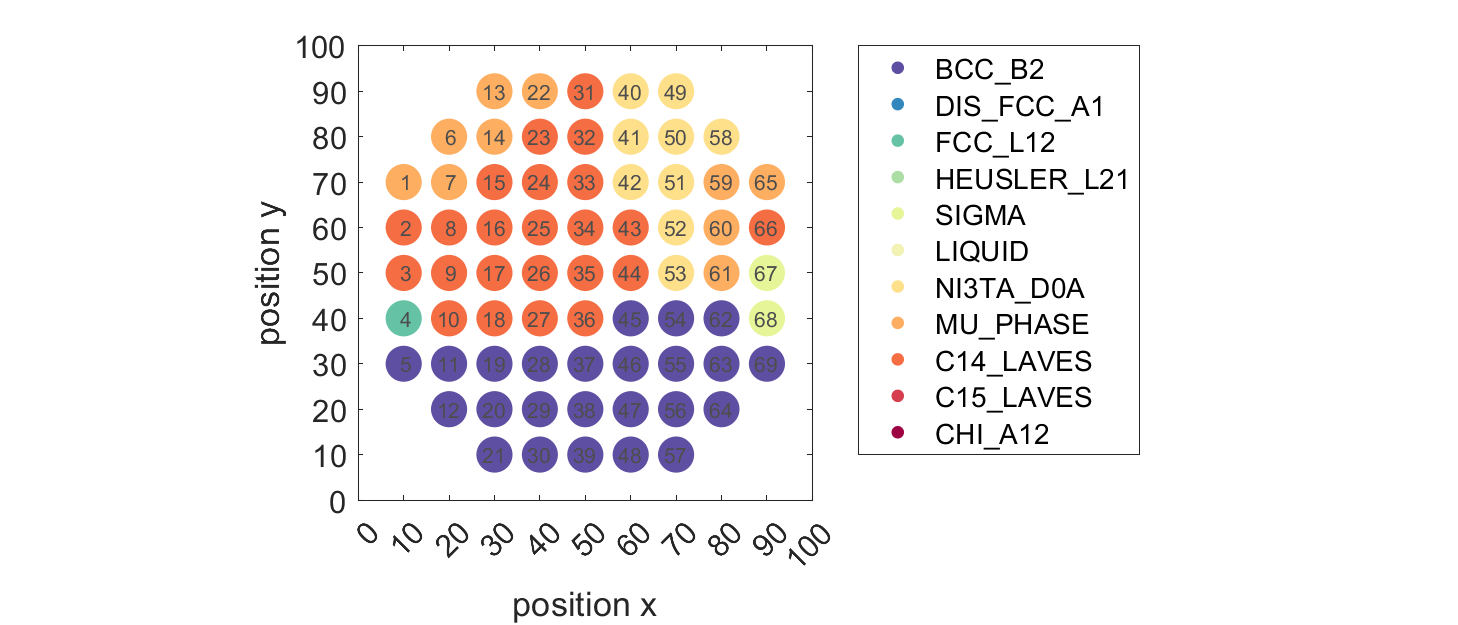 100
90
80
70
60
50
40
30
20
10
0
position y
13 22 31 40 49
6 14 23 32 41 50 58
1 7 15 24 33 42 51 59 65
2 8 16 25 34 43 52 60 66
3 9 17 26 35 44 53 61 67
4 10 18 27 36 45 54 62 68
5 11 19 28 37 46 55 63 69
12 20 29 38 47 56 64
21 30 39 48 57
0 10 20 30 40 50 60 70 80 90 100
position x
BCC_B2
DIS_FCC_A1
FCC_L12
HEUSLER_L21
SIGMA
LIQUID
NI3TA_D0A
MU_PHASE
C14_LAVES
C15_LAVES
CHI_A12